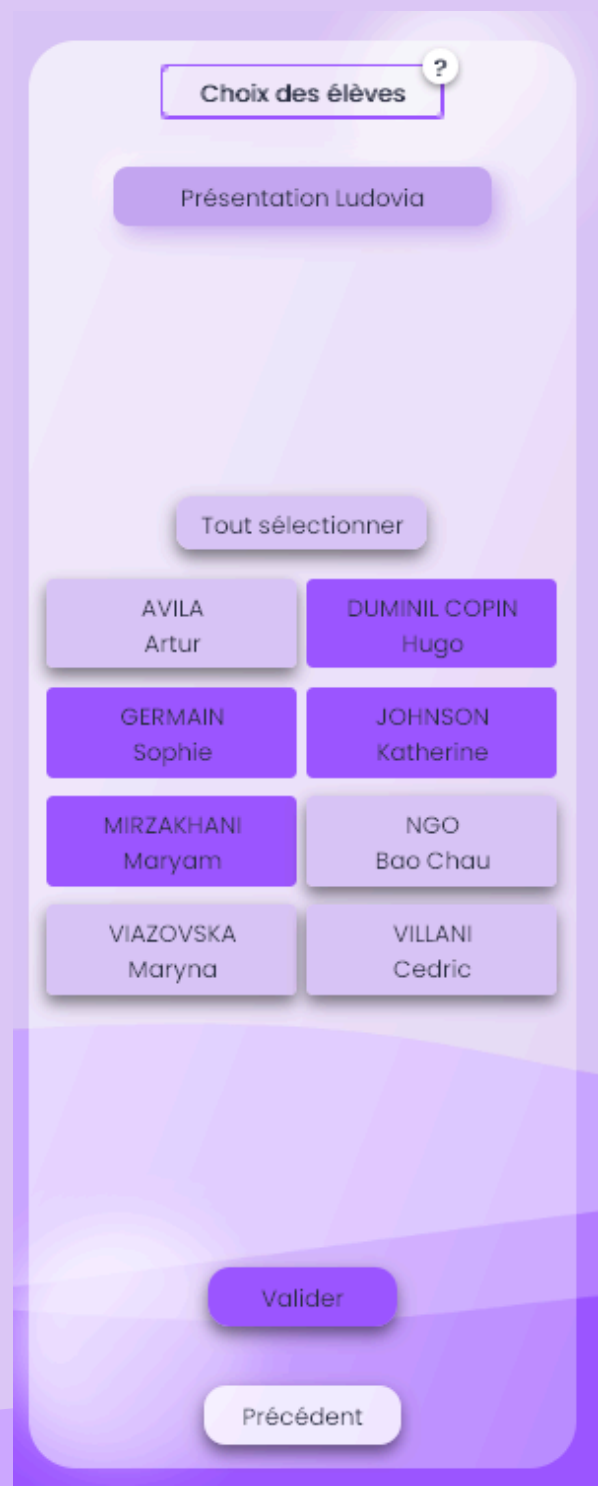 Choix des élèves
?
Présentation Ludovia
Tout sélectionner
AVILA
Artur
DUMINIL COPIN
Hugo
GERMAIN
Sophie
JOHNSON
Katherine
MIRZAKHANI
Maryam
NGO
Bao Chau
VIAZOVSKA
Maryna
VILLANI
Cedric
Valider
Précédent